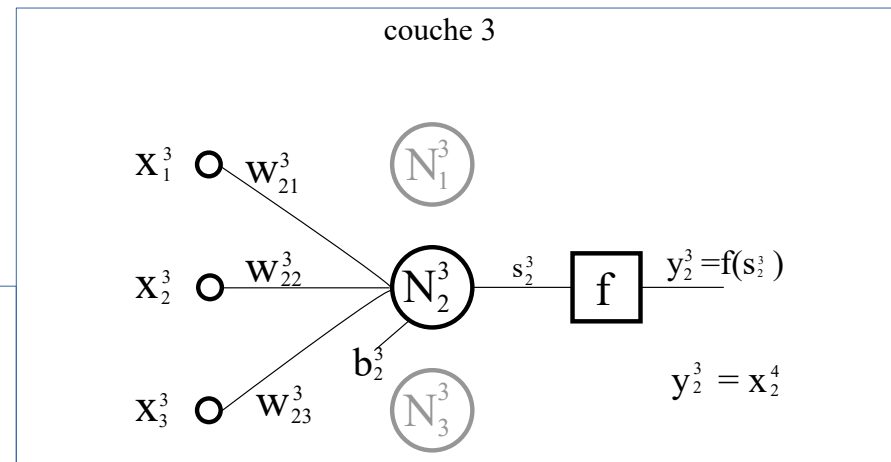 couche 3
x₁³ w₂₁³ N₁³
x₂³ w₂₂³ N₂³ s₂³ f y₂³ =f(s₂³)
b₂³
y₂³ = x₂⁴
x₃³ w₂₃³ N₃³